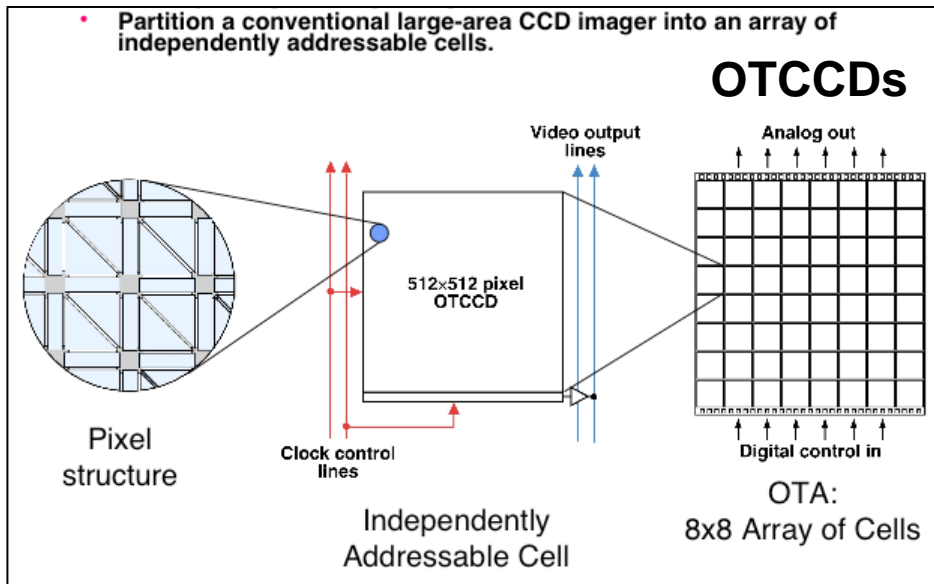 • Partition a conventional large-area CCD imager into an array of
independently addressable cells.
OTCCDs
Video output
lines
Analog out
512×512 pixel
OTCCD
Pixel
structure
Clock control
lines
Digital control in
Independently
Addressable Cell
OTA:
8x8 Array of Cells